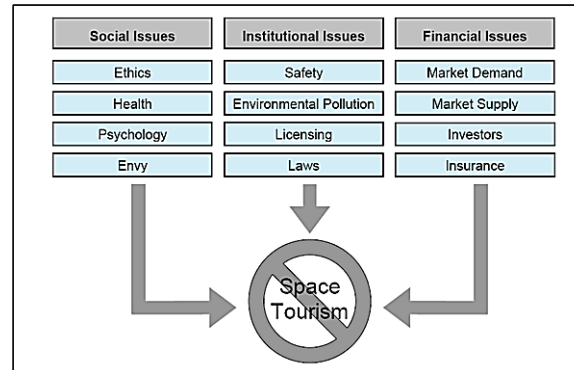 Social Issues
Ethics
Health
Psychology
Envy
Institutional Issues
Safety
Environmental Pollution
Licensing
Laws
Financial Issues
Market Demand
Market Supply
Investors
Insurance
Space
Tourism